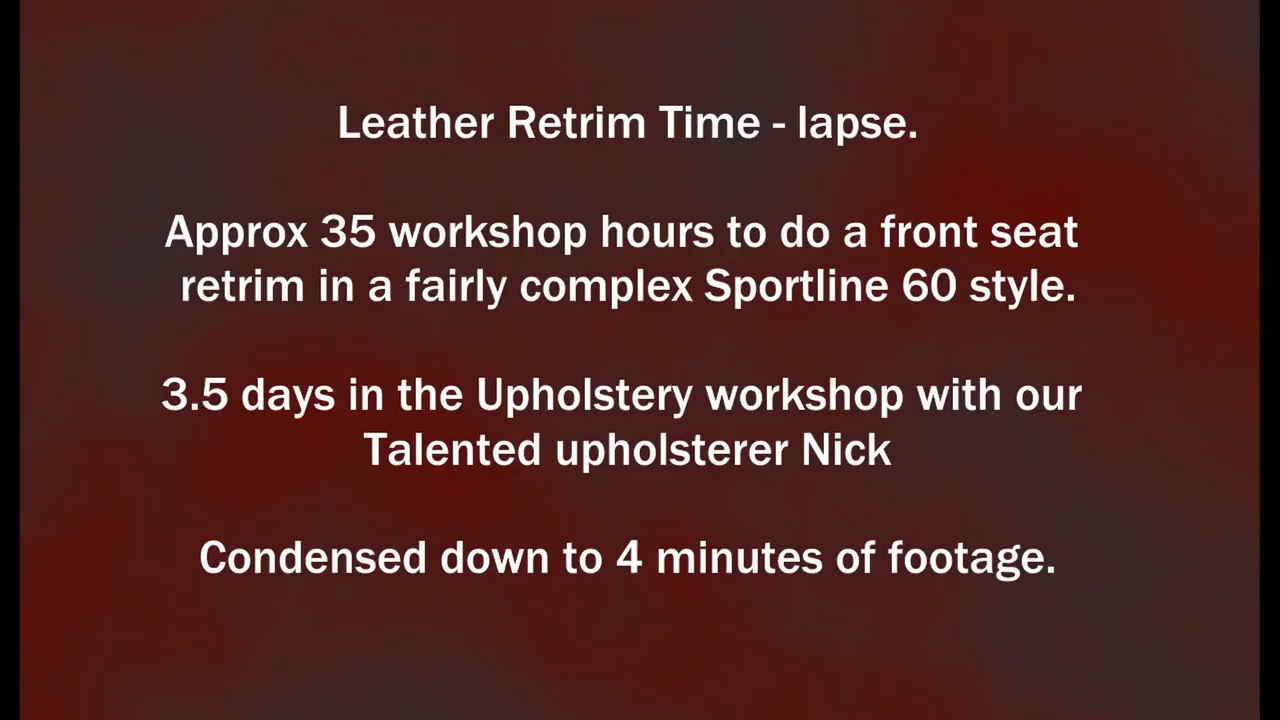 Leather Retrim Time - lapse.
Approx 35 workshop hours to do a front seat
retrim in a fairly complex Sportline 60 style.
3.5 days in the Upholstery workshop with our
Talented upholsterer Nick
Condensed down to 4 minutes of footage.